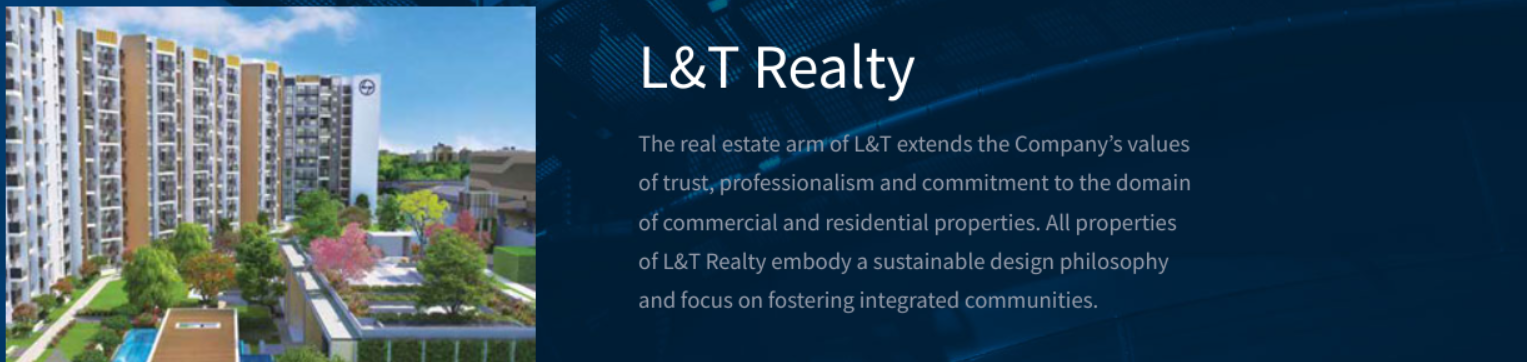 L&T Realty
The real estate arm of L&T extends the Company’s values
of trust, professionalism and commitment to the domain
of commercial and residential properties. All properties
of L&T Realty embody a sustainable design philosophy
and focus on fostering integrated communities.